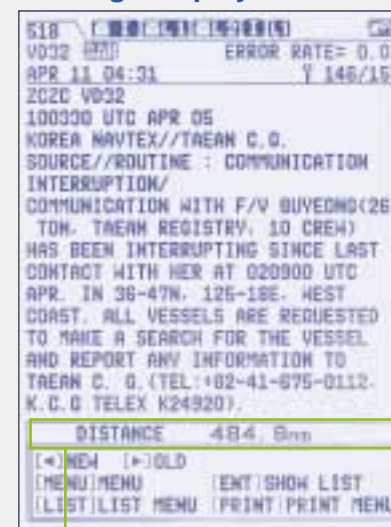 518
VD32 ERROR RATE= 0.0
APR 11 04:31 146/15
ZCZC VD32
100330 UTC APR 05
KOREA NAVTEX//TAEAN C.G.
SOURCE//ROUTINE : COMMUNICATION
INTERRUPTION/
COMMUNICATION WITH F/V BUYEONG(26
TON, TAEAN REGISTRY, 10 CREW)
HAS BEEN INTERRUPTING SINCE LAST
CONTACT WITH HER AT 020900 UTC
APR. IN 36-47N, 125-18E. WEST
COAST. ALL VESSELS ARE REQUESTED
TO MAKE A SEARCH FOR THE VESSEL
AND REPORT ANY INFORMATION TO
TAEAN C. G.(TEL:+82-41-675-0112.
K.C.G TELEX K24920).
DISTANCE 484.8nm
[◄]NEW [►]OLD
[MENU]MENU [ENT]SHOW LIST
[LIST]LIST MENU [PRINT]PRINT MENU